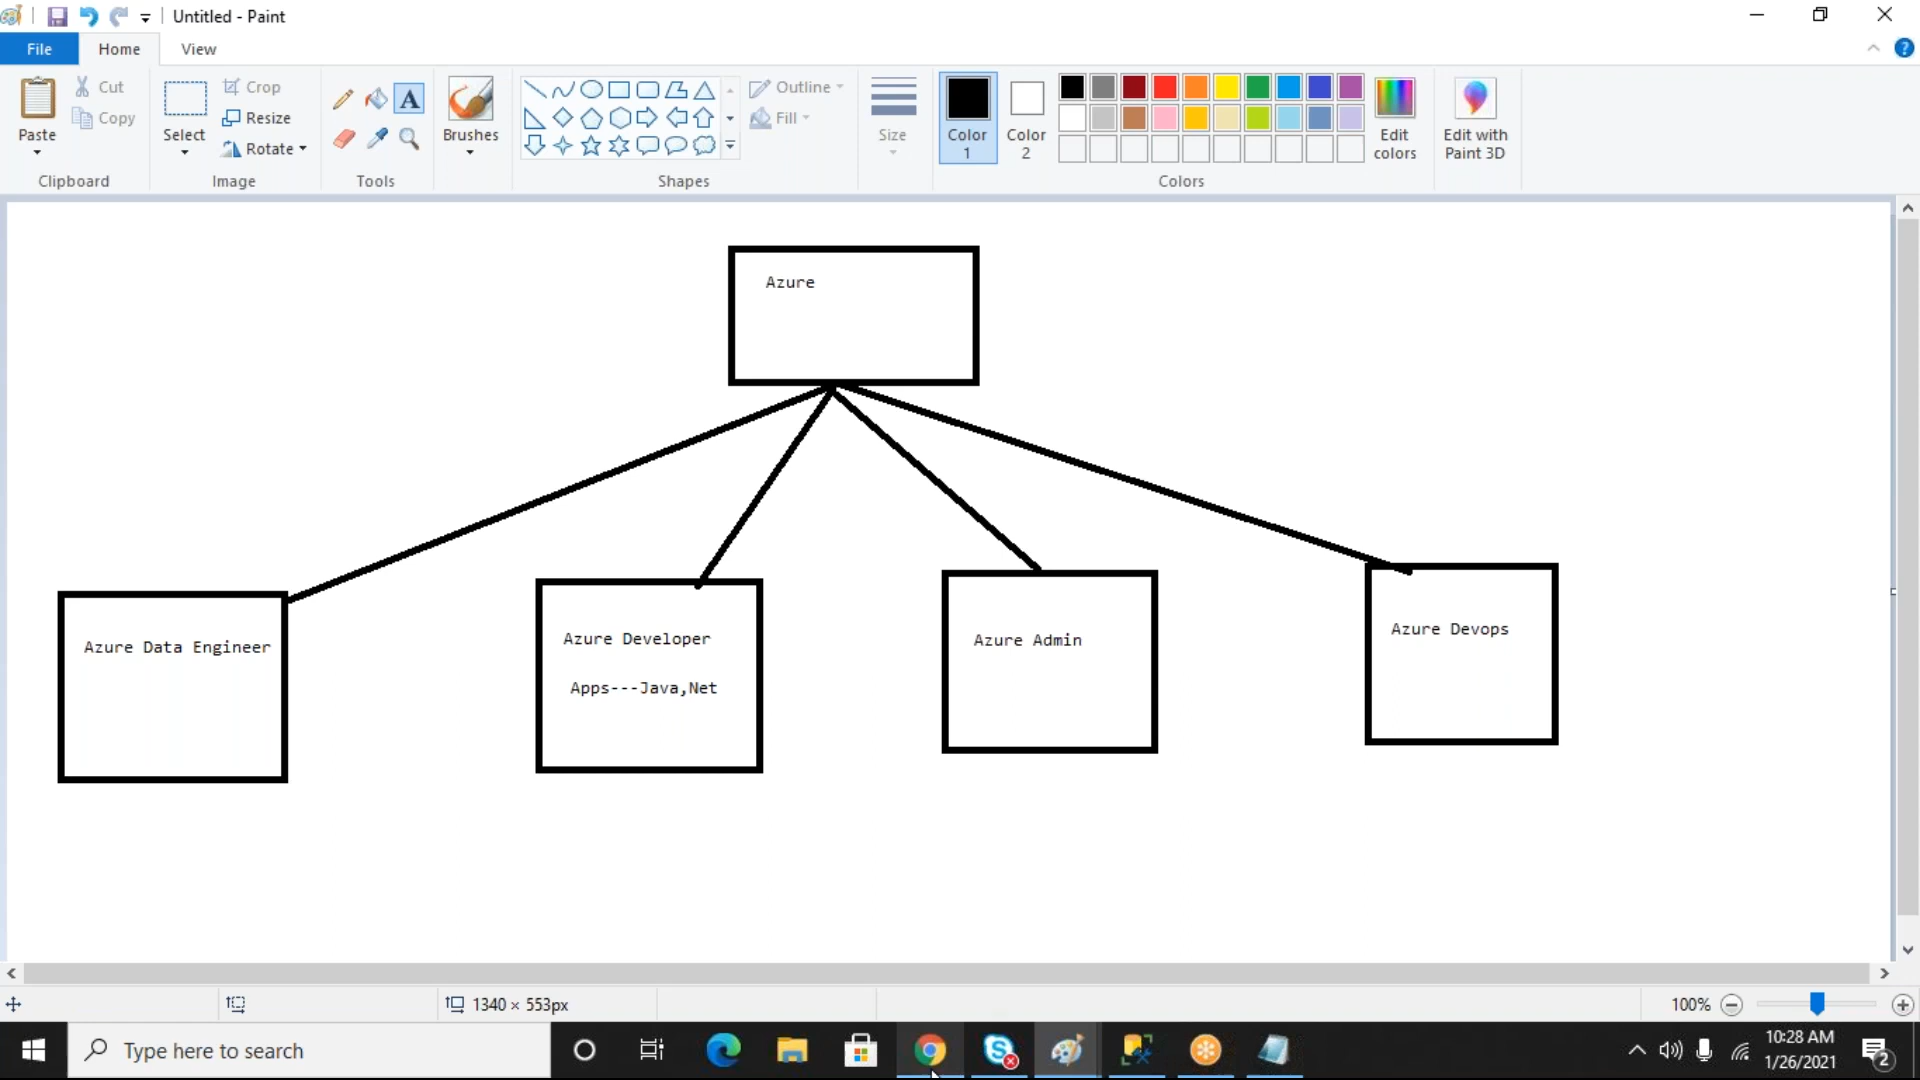 Untitled - Paint
File Home View
Paste
Cut
Copy
Clipboard
Select
Crop
Resize
Rotate
Image
A
Tools
Brushes
Shapes
Outline
Fill
Size
Color 1
Color 2
Colors
Edit colors
Edit with Paint 3D
Azure
Azure Data Engineer
Azure Developer
Apps---Java,Net
Azure Admin
Azure Devops
1340 × 553px
100%
Type here to search
10:28 AM
1/26/2021
2